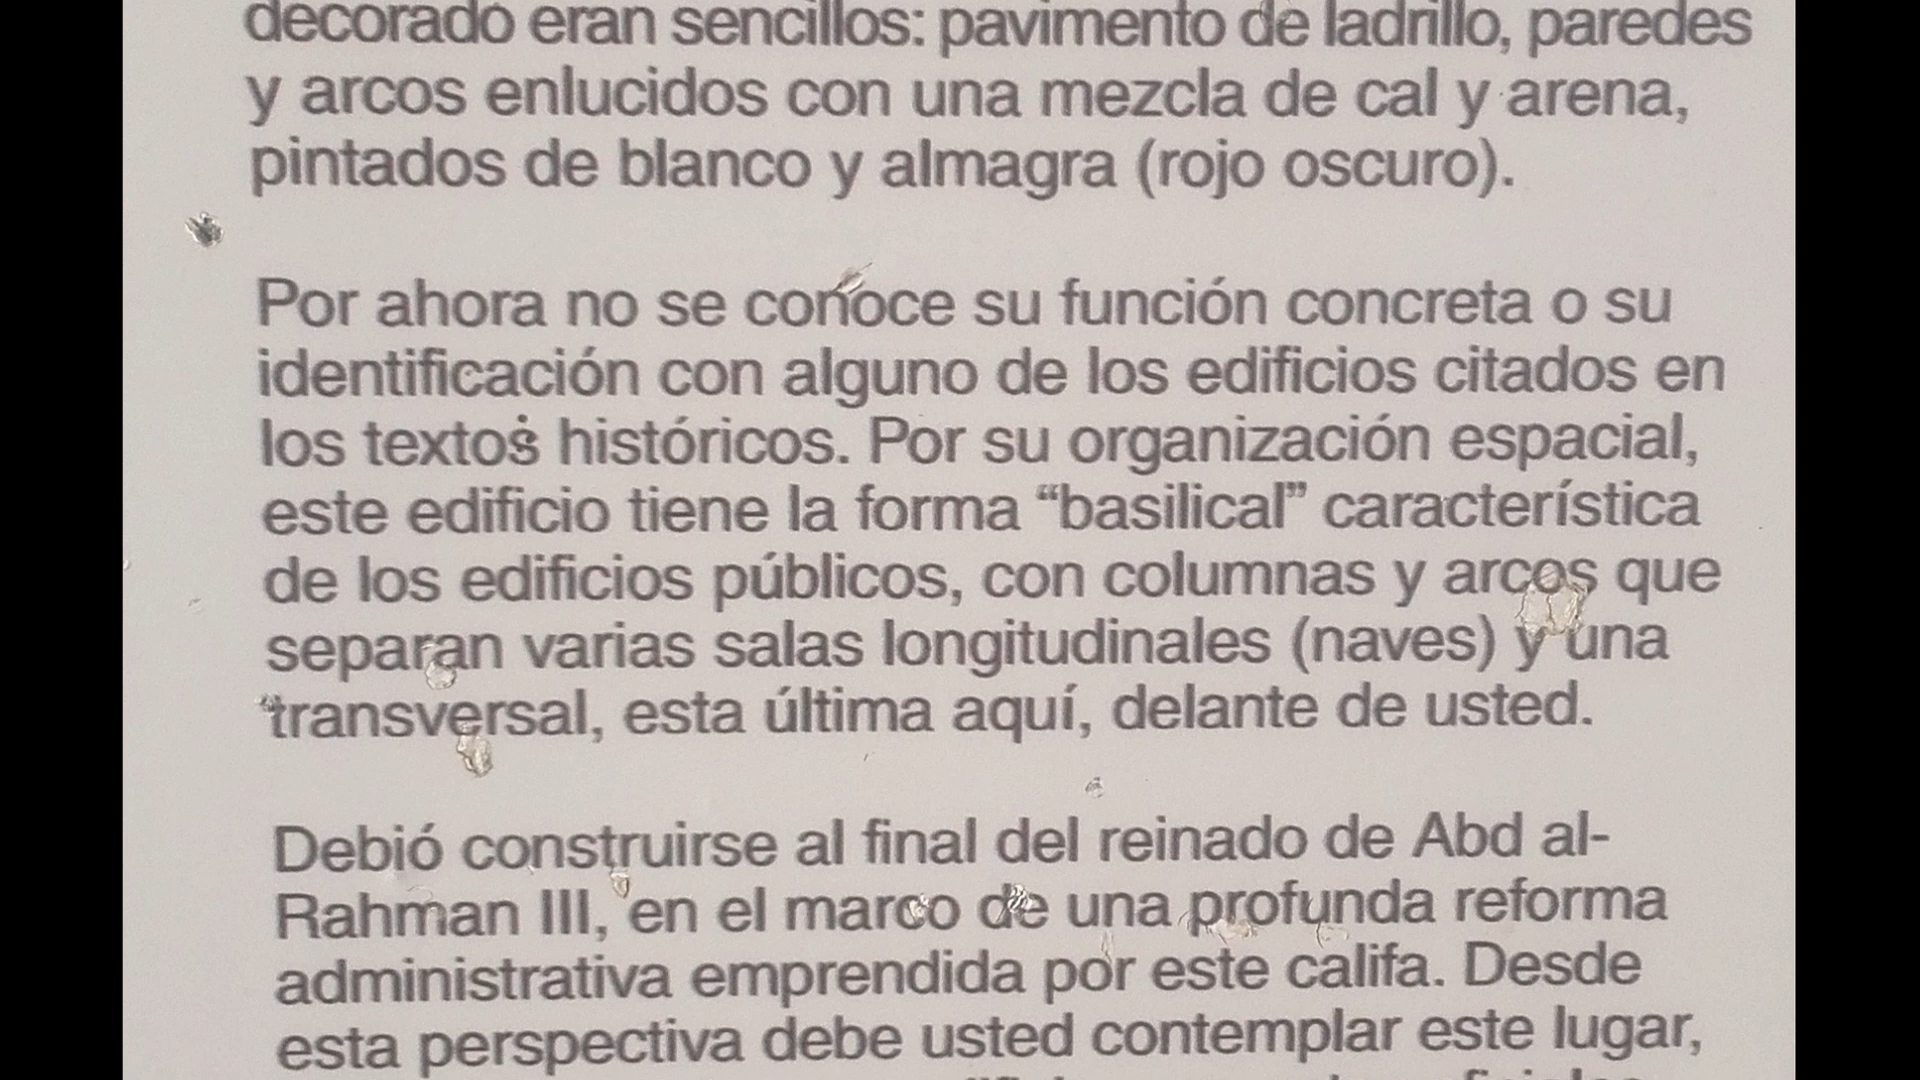 decorado eran sencillos: pavimento de ladrillo, paredes
y arcos enlucidos con una mezcla de cal y arena,
pintados de blanco y almagra (rojo oscuro).
Por ahora no se conoce su función concreta o su
identificación con alguno de los edificios citados en
los textos históricos. Por su organización espacial,
este edificio tiene la forma “basilical” característica
de los edificios públicos, con columnas y arcos que
separan varias salas longitudinales (naves) y una
transversal, esta última aquí, delante de usted.
Debió construirse al final del reinado de Abd al-
Rahman III, en el marco de una profunda reforma
administrativa emprendida por este califa. Desde
esta perspectiva debe usted contemplar este lugar,